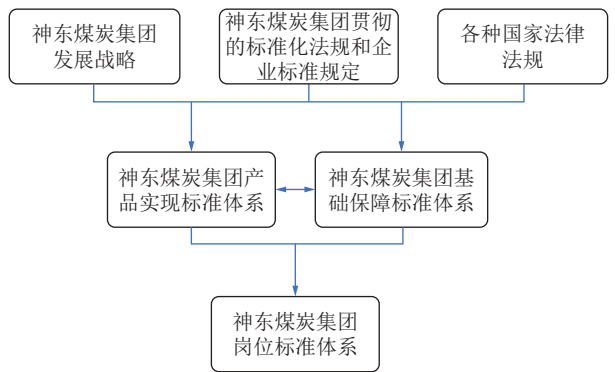 神东煤炭集团
发展战略
神东煤炭集团贯彻
的标准化法规和企
业标准规定
各种国家法律
法规
神东煤炭集团产
品实现标准体系
神东煤炭集团基
础保障标准体系
神东煤炭集团
岗位标准体系